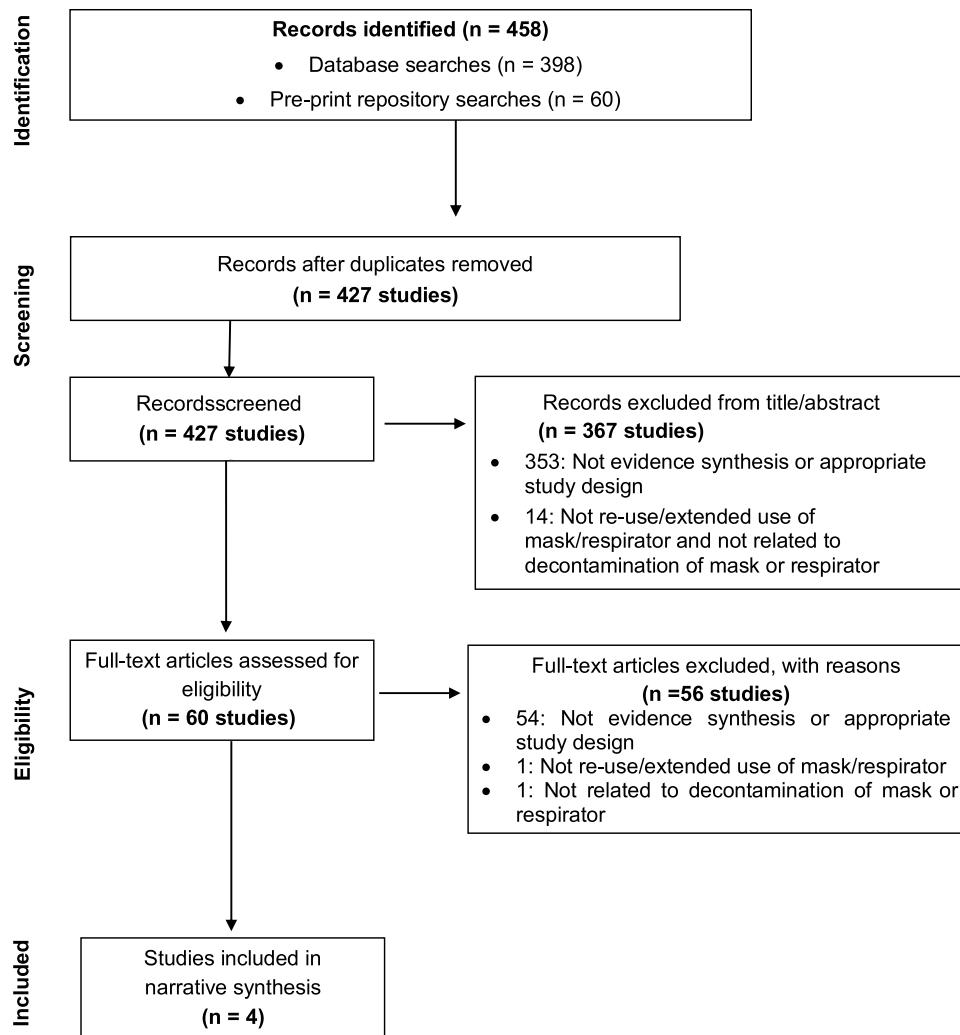 Identification
Records identified (n = 458)
• Database searches (n = 398)
• Pre-print repository searches (n = 60)
Screening
Records after duplicates removed
(n = 427 studies)
Recordsscreened
(n = 427 studies)
Records excluded from title/abstract
(n = 367 studies)
• 353: Not evidence synthesis or appropriate
study design
• 14: Not re-use/extended use of
mask/respirator and not related to
decontamination of mask or respirator
Eligibility
Full-text articles assessed for
eligibility
(n = 60 studies)
Full-text articles excluded, with reasons
(n =56 studies)
• 54: Not evidence synthesis or appropriate
study design
• 1: Not re-use/extended use of mask/respirator
• 1: Not related to decontamination of mask or
respirator
Included
Studies included in
narrative synthesis
(n = 4)